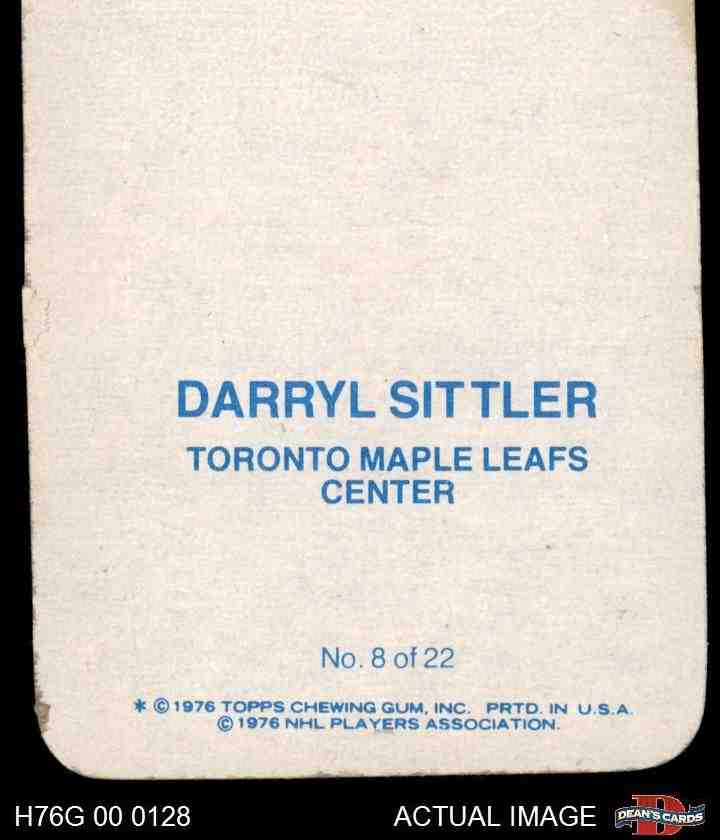 DARRYL SITTLER
TORONTO MAPLE LEAFS
CENTER
No. 8 of 22
* © 1976 TOPPS CHEWING GUM, INC. PRTD. IN U.S.A.
© 1976 NHL PLAYERS ASSOCIATION.
H76G 00 0128
ACTUAL IMAGE
DEAN'S CARDS